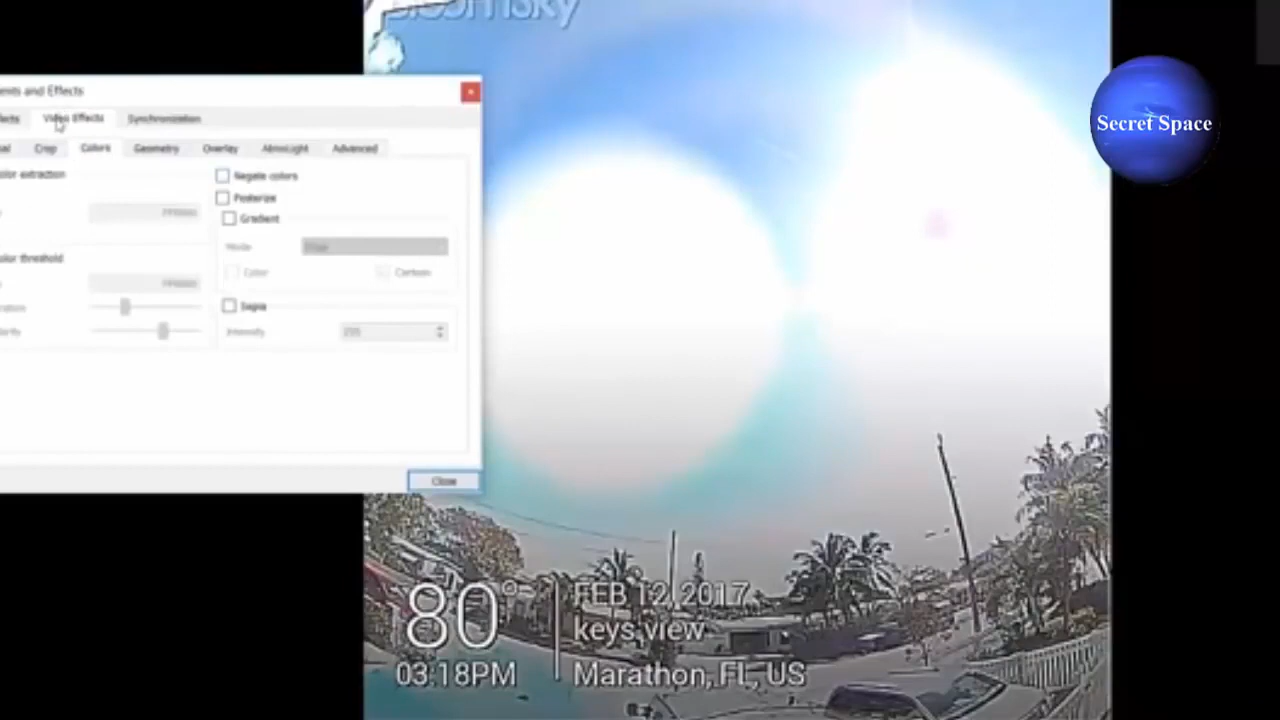 ents and Effects
Video Effects Synchronization
Crop Colors Geometry Overlay AtmoLight Advanced
olor extraction
Negate colors
Posterize
Gradient
Mode
Color Cartoon
olor threshold
Sepia
Intensity 255
Close
Secret Space
80°
03:18PM
FEB 12, 2017
keys view
Marathon, FL, US